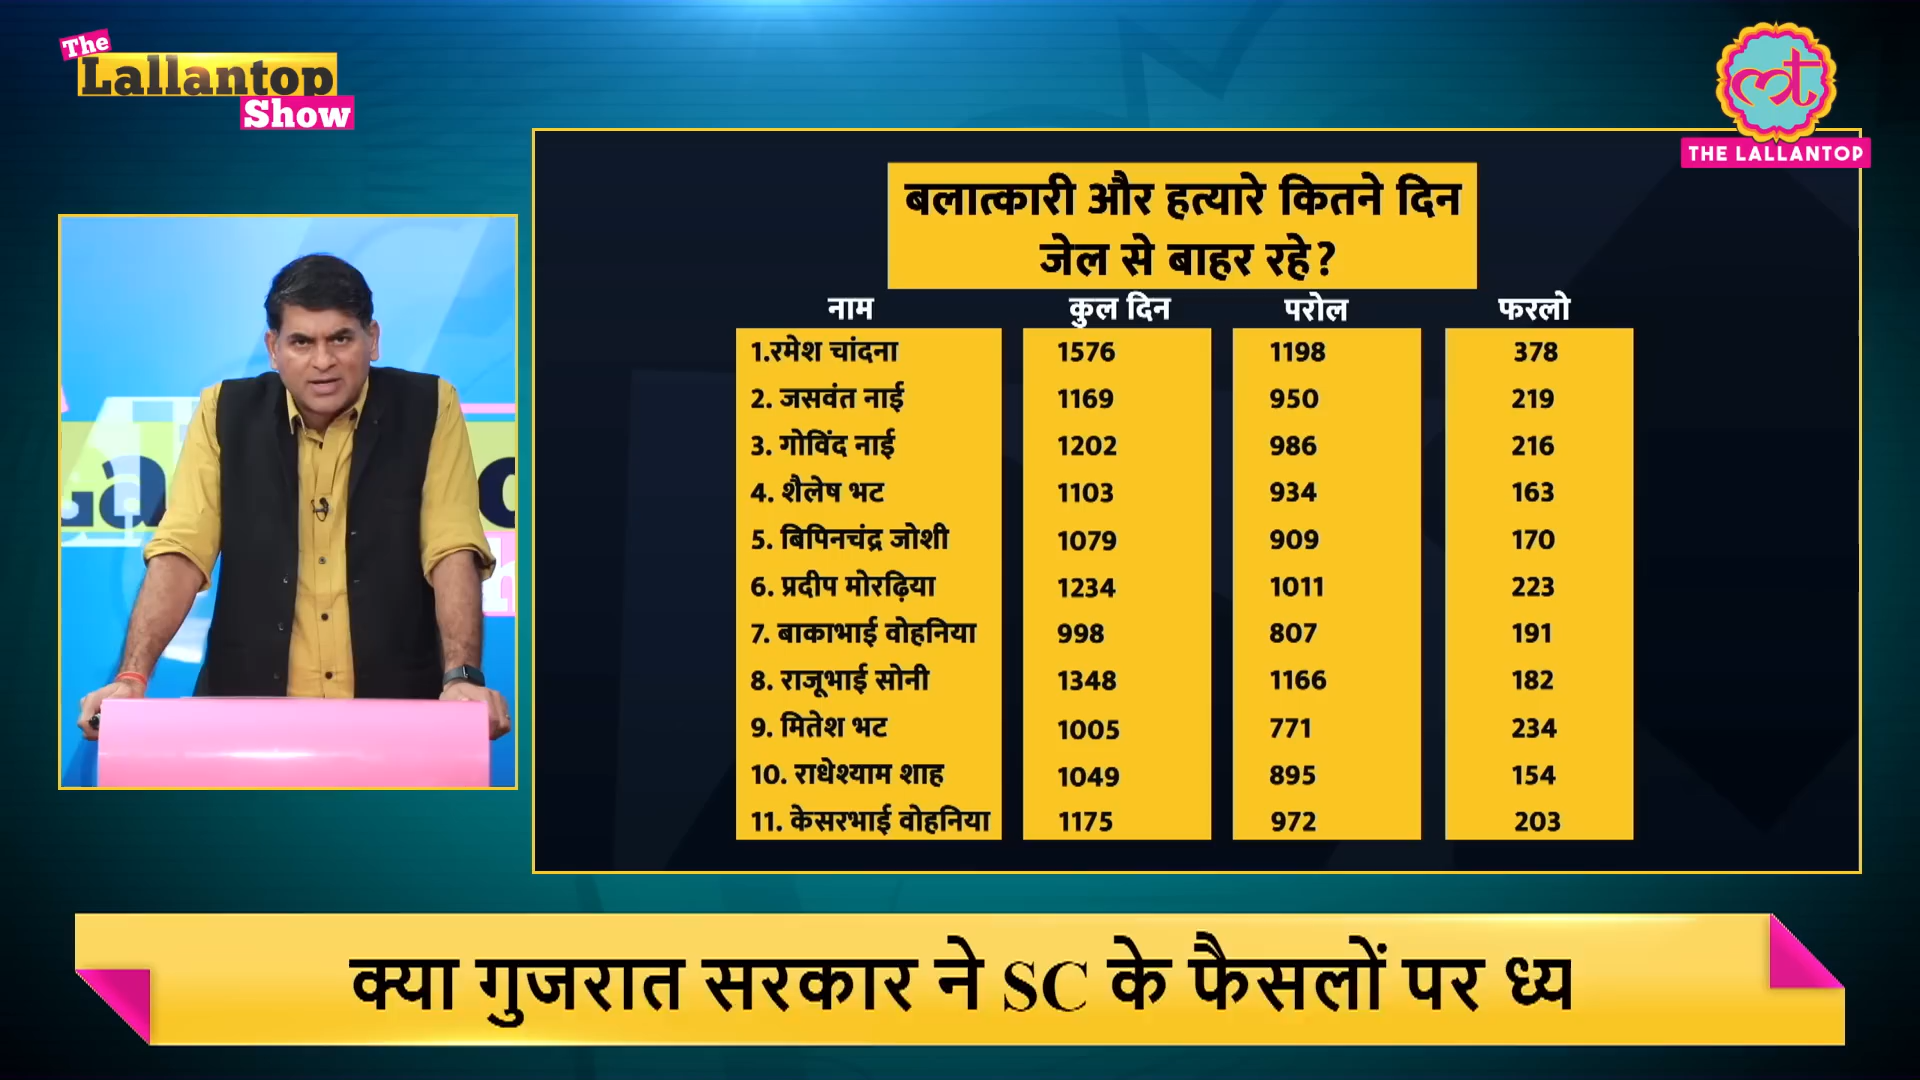 The
Lallantop
Show
THE LALLANTOP
बलात्कारी और हत्यारे कितने दिन
जेल से बाहर रहे?
नाम कुल दिन परोल फरलो
1.रमेश चांदना 1576 1198 378
2. जसवंत नाई 1169 950 219
3. गोविंद नाई 1202 986 216
4. शैलेष भट 1103 934 163
5. बिपिनचंद्र जोशी 1079 909 170
6. प्रदीप मोरढ़िया 1234 1011 223
7. बाकाभाई वोहनिया 998 807 191
8. राजूभाई सोनी 1348 1166 182
9. मितेश भट 1005 771 234
10. राधेश्याम शाह 1049 895 154
11. केसरभाई वोहनिया 1175 972 203
क्या गुजरात सरकार ने SC के फैसलों पर ध्य